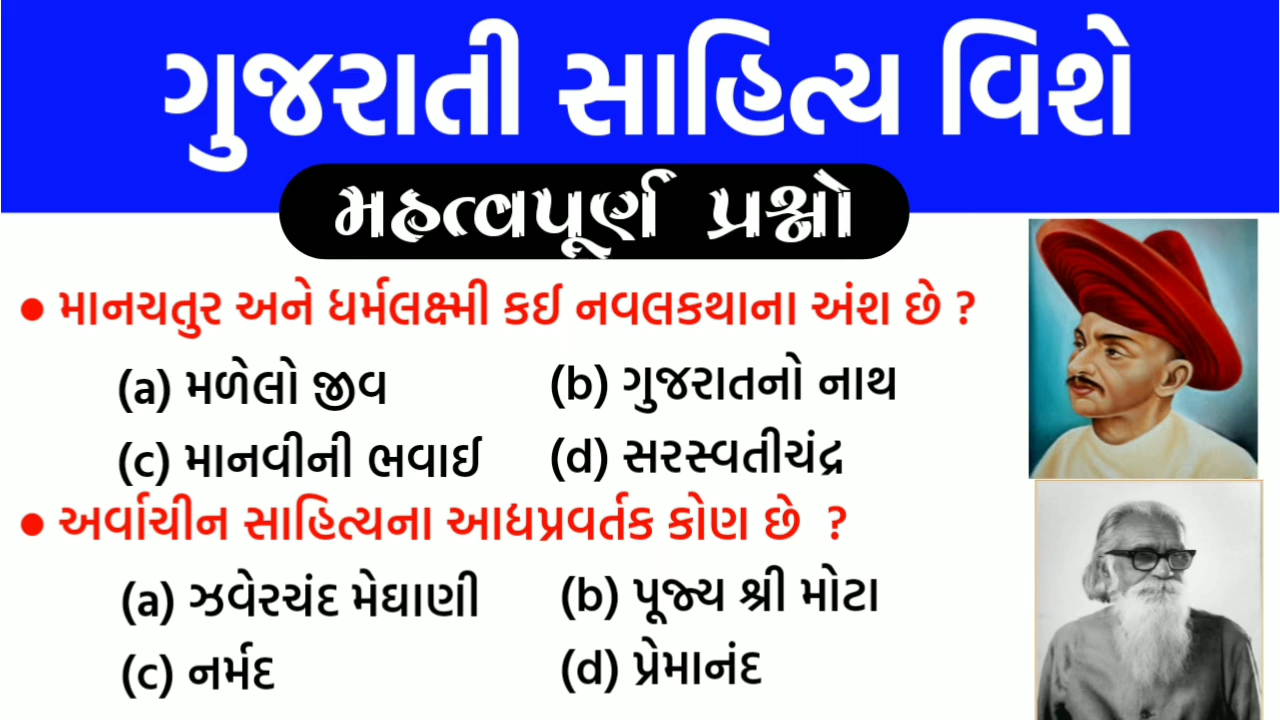 ગુજરાતી સાહિત્ય વિશે
મહત્વપૂર્ણ પ્રશ્નો
● માનચતુર અને ધર્મલક્ષ્મી કઈ નવલકથાના અંશ છે ?
(a) મળેલો જીવ (b) ગુજરાતનો નાથ
(c) માનવીની ભવાઈ (d) સરસ્વતીચંદ્ર
● અર્વાચીન સાહિત્યના આદ્યપ્રવર્તક કોણ છે ?
(a) ઝવેરચંદ મેઘાણી (b) પૂજ્ય શ્રી મોટા
(c) નર્મદ (d) પ્રેમાનંદ